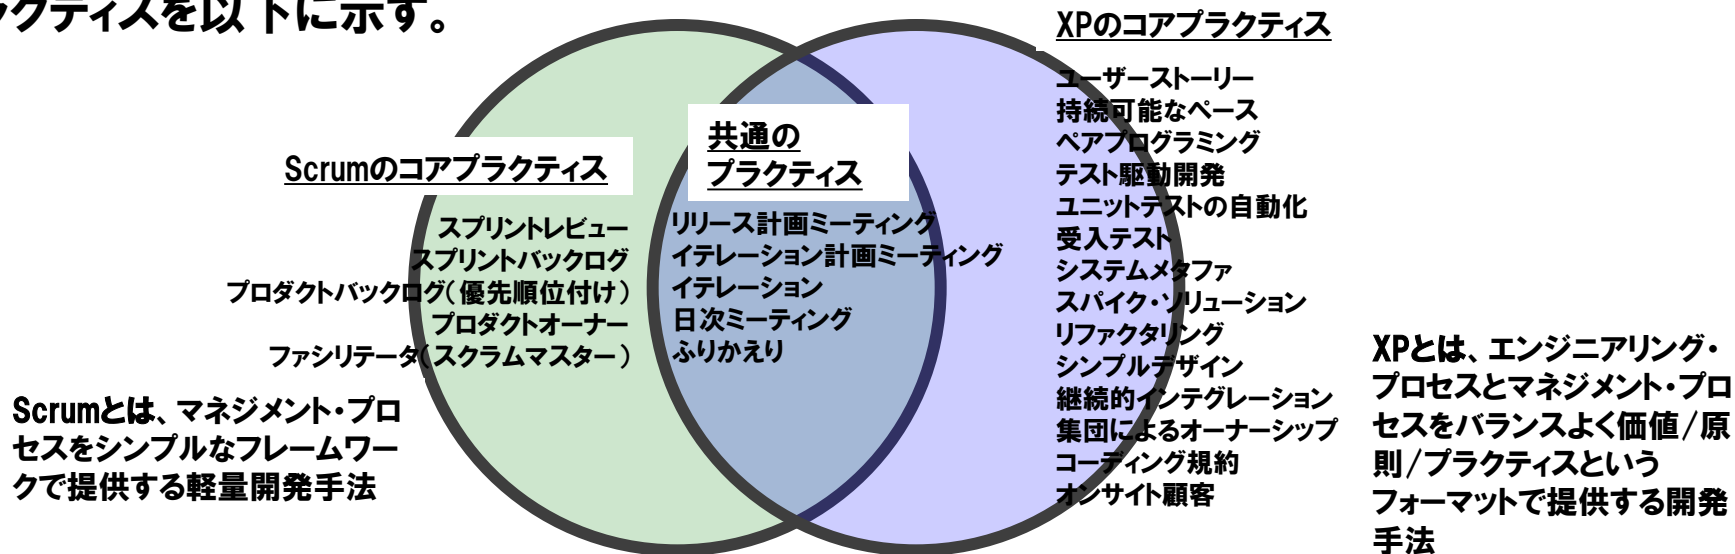 ラクティスを以下に示す。
Scrumのコアプラクティス
スプリントレビュー
スプリントバックログ
プロダクトバックログ(優先順位付け)
プロダクトオーナー
ファシリテータ(スクラムマスター)
Scrumとは、マネジメント・プロ
セスをシンプルなフレームワー
クで提供する軽量開発手法
共通の
プラクティス
リリース計画ミーティング
イテレーション計画ミーティング
イテレーション
日次ミーティング
ふりかえり
XPのコアプラクティス
ユーザーストーリー
持続可能なペース
ペアプログラミング
テスト駆動開発
ユニットテストの自動化
受入テスト
システムメタファ
スパイク・ソリューション
リファクタリング
シンプルデザイン
継続的インテグレーション
集団によるオーナーシップ
コーディング規約
オンサイト顧客
XPとは、エンジニアリング・
プロセスとマネジメント・プロ
セスをバランスよく価値/原
則/プラクティスという
フォーマットで提供する開発
手法